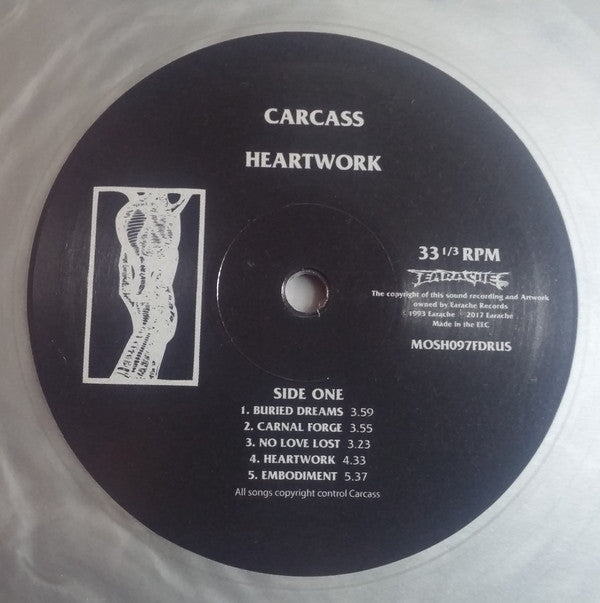 CARCASS
HEARTWORK
33 1/3 RPM
EARACHE
The copyright of this sound recording and Artwork
owned by Earache Records
© 1993 Earache ℗ 2017 Earache
Made in the EEC
MOSH097FDRUS
SIDE ONE
1. BURIED DREAMS 3.59
2. CARNAL FORGE 3.55
3. NO LOVE LOST 3.23
4. HEARTWORK 4.33
5. EMBODIMENT 5.37
All songs copyright control Carcass